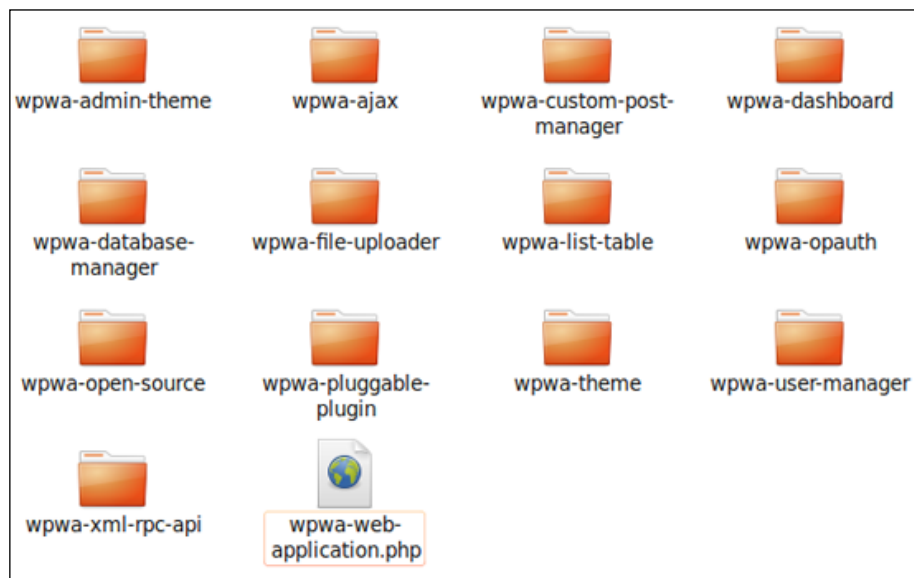 wpwa-admin-theme
wpwa-ajax
wpwa-custom-post-
manager
wpwa-dashboard
wpwa-database-
manager
wpwa-file-uploader
wpwa-list-table
wpwa-opauth
wpwa-open-source
wpwa-pluggable-
plugin
wpwa-theme
wpwa-user-manager
wpwa-xml-rpc-api
wpwa-web-
application.php